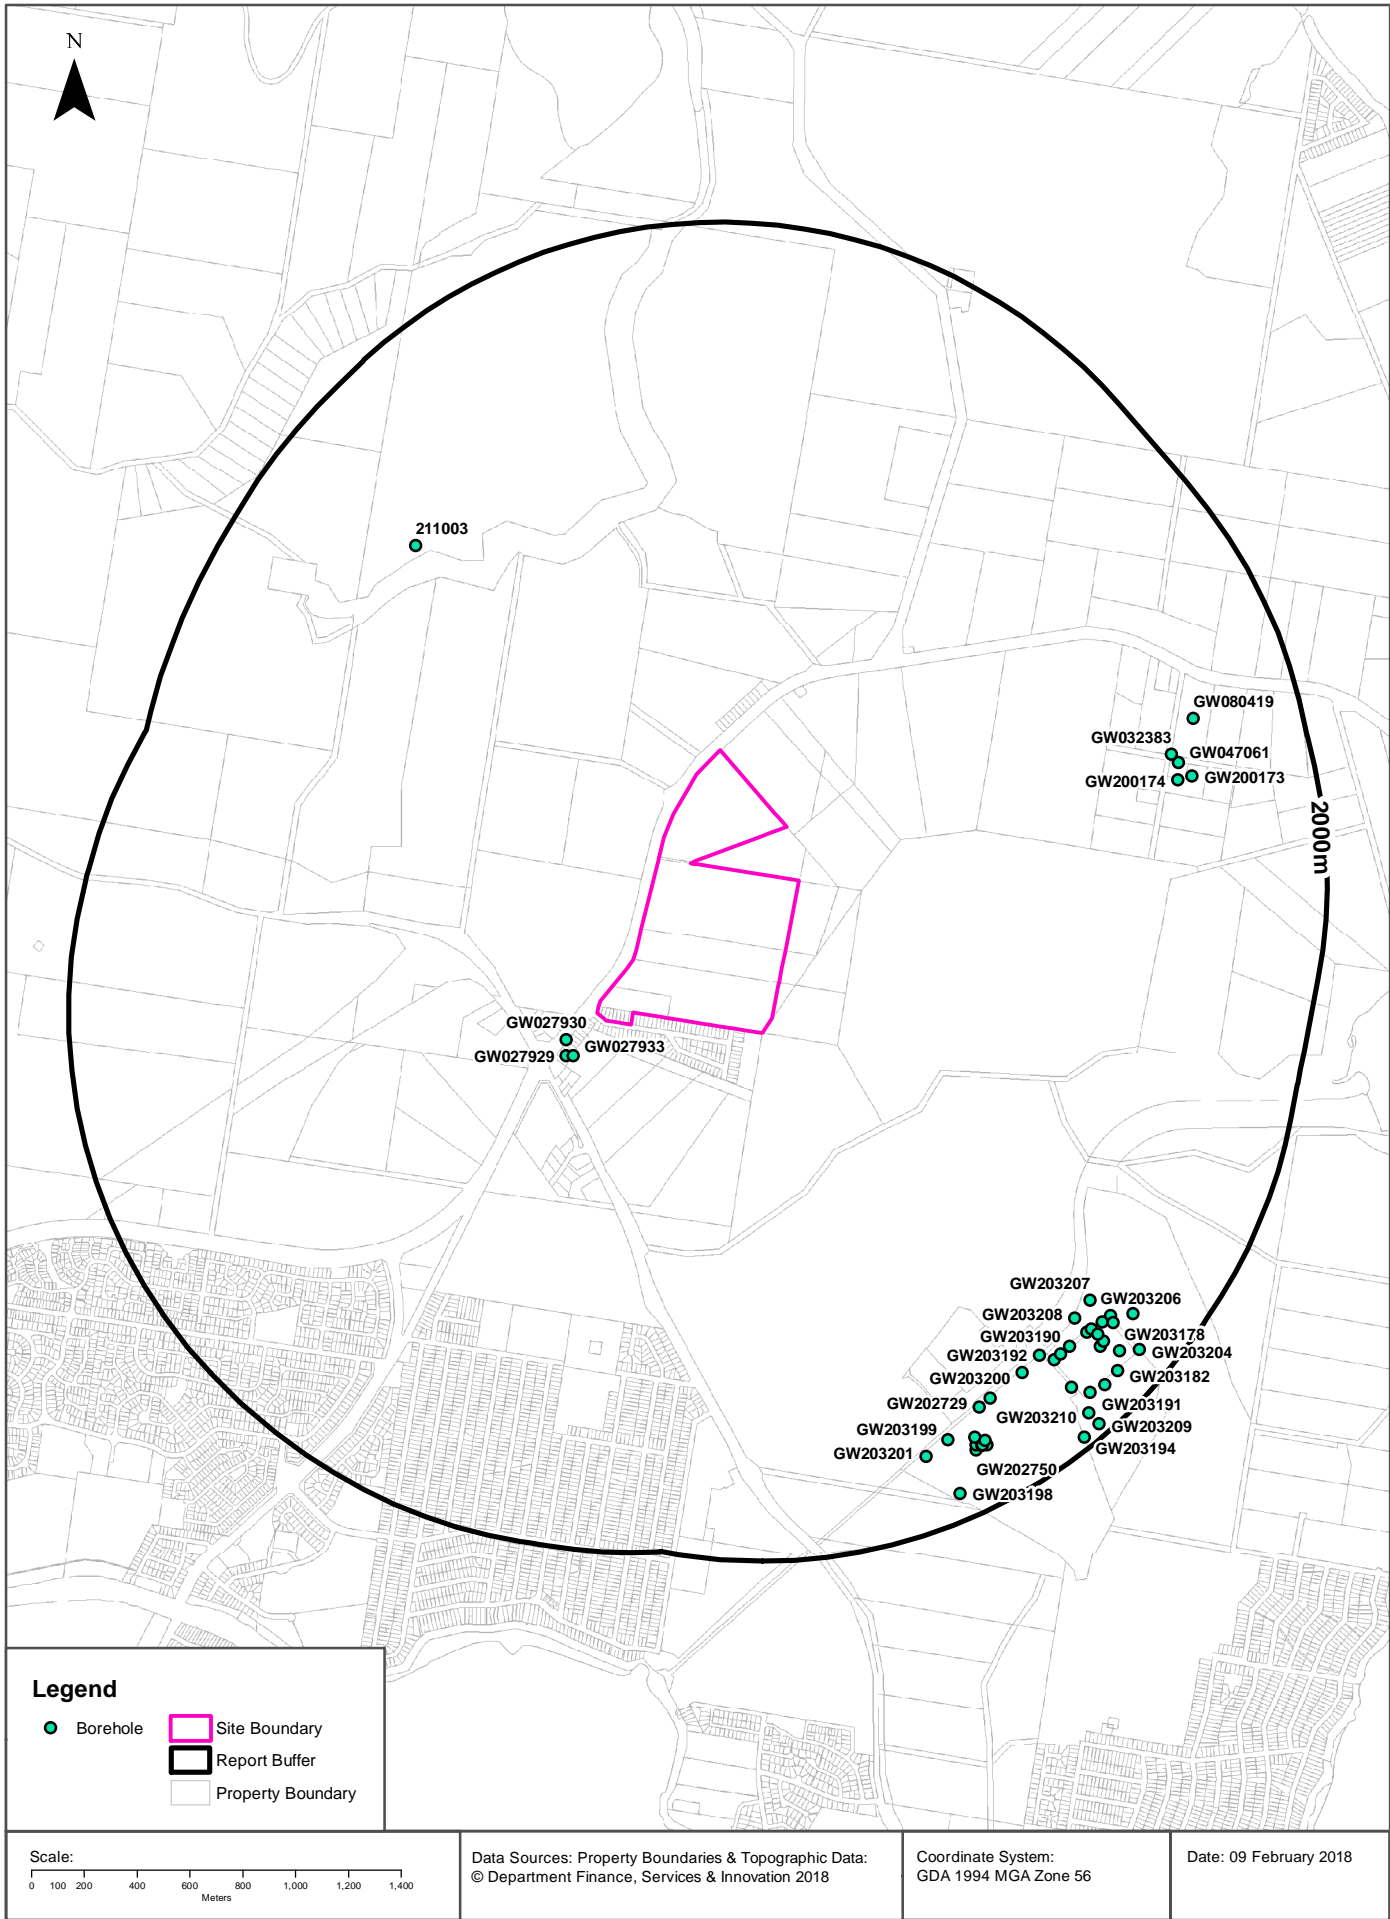 N
211003
GW080419
GW032383
GW047061
GW200174
GW200173
2000m
GW027930
GW027929
GW027933
GW203207
GW203206
GW203208
GW203190
GW203178
GW203192
GW203204
GW203200
GW203182
GW202729
GW203191
GW203210
GW203209
GW203199
GW203194
GW203201
GW202750
GW203198
Legend
Borehole
Site Boundary
Report Buffer
Property Boundary
Scale:
0 100 200 400 600 800 1,000 1,200 1,400
Meters
Data Sources: Property Boundaries & Topographic Data:
© Department Finance, Services & Innovation 2018
Coordinate System:
GDA 1994 MGA Zone 56
Date: 09 February 2018